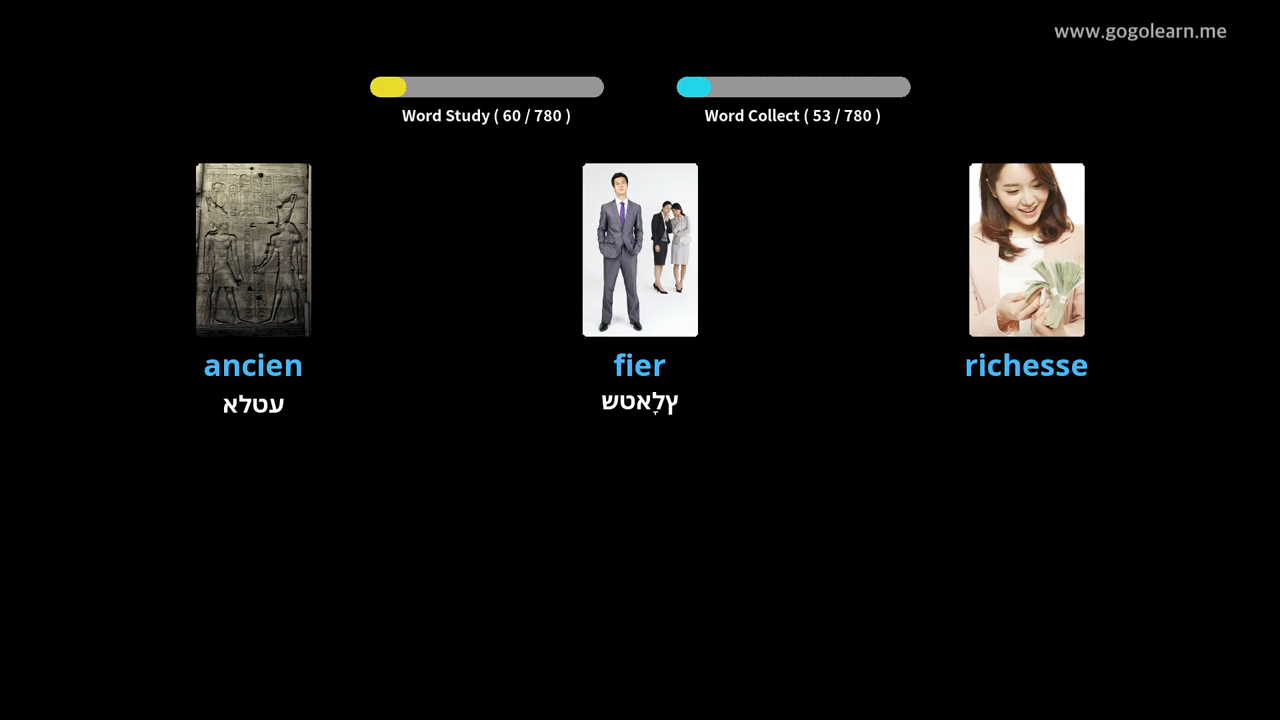 www.gogolearn.me
Word Study ( 60 / 780 )
Word Collect ( 53 / 780 )
ancien
עטלא
fier
ץלָאטש
richesse